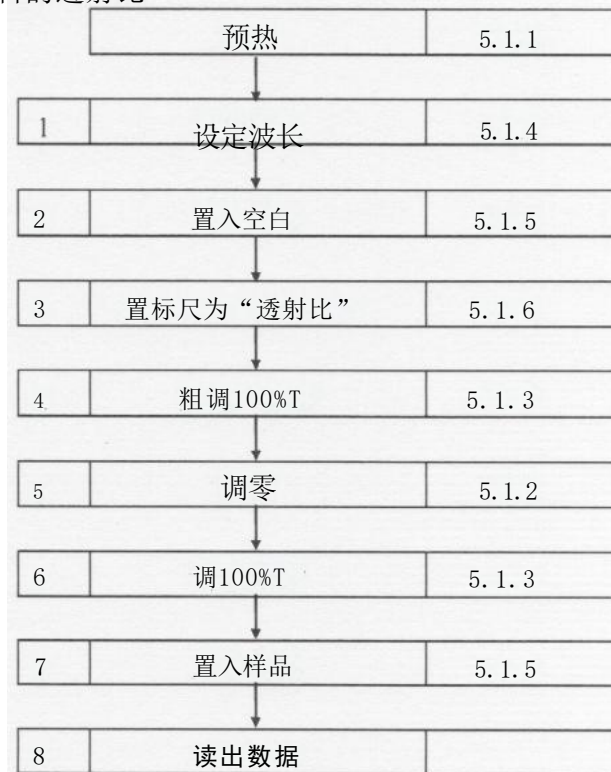 预热 5.1.1
1 设定波长 5.1.4
2 置入空白 5.1.5
3 置标尺为“透射比” 5.1.6
4 粗调100%T 5.1.3
5 调零 5.1.2
6 调100%T 5.1.3
7 置入样品 5.1.5
8 读出数据